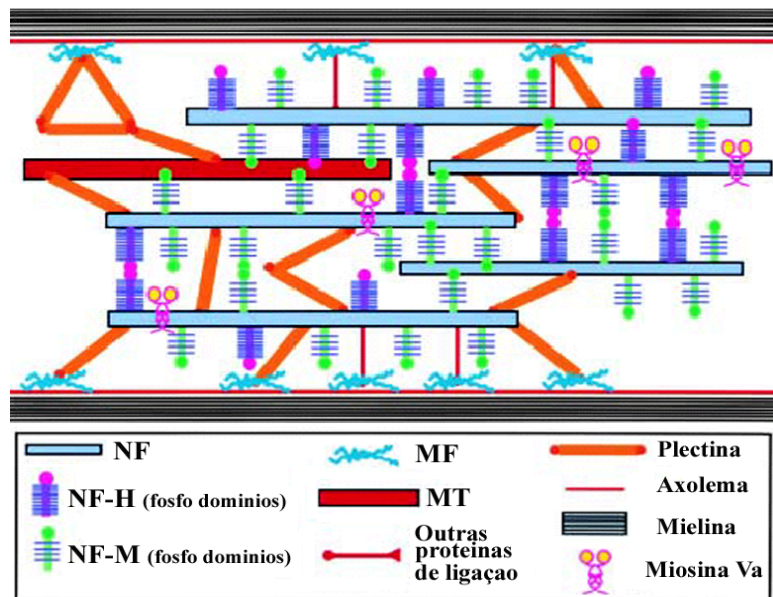 NF
MF
Plectina
NF-H (fosfo dominios)
MT
Axolema
NF-M (fosfo dominios)
Outras
proteinas
de ligaçao
Mielina
Miosina Va